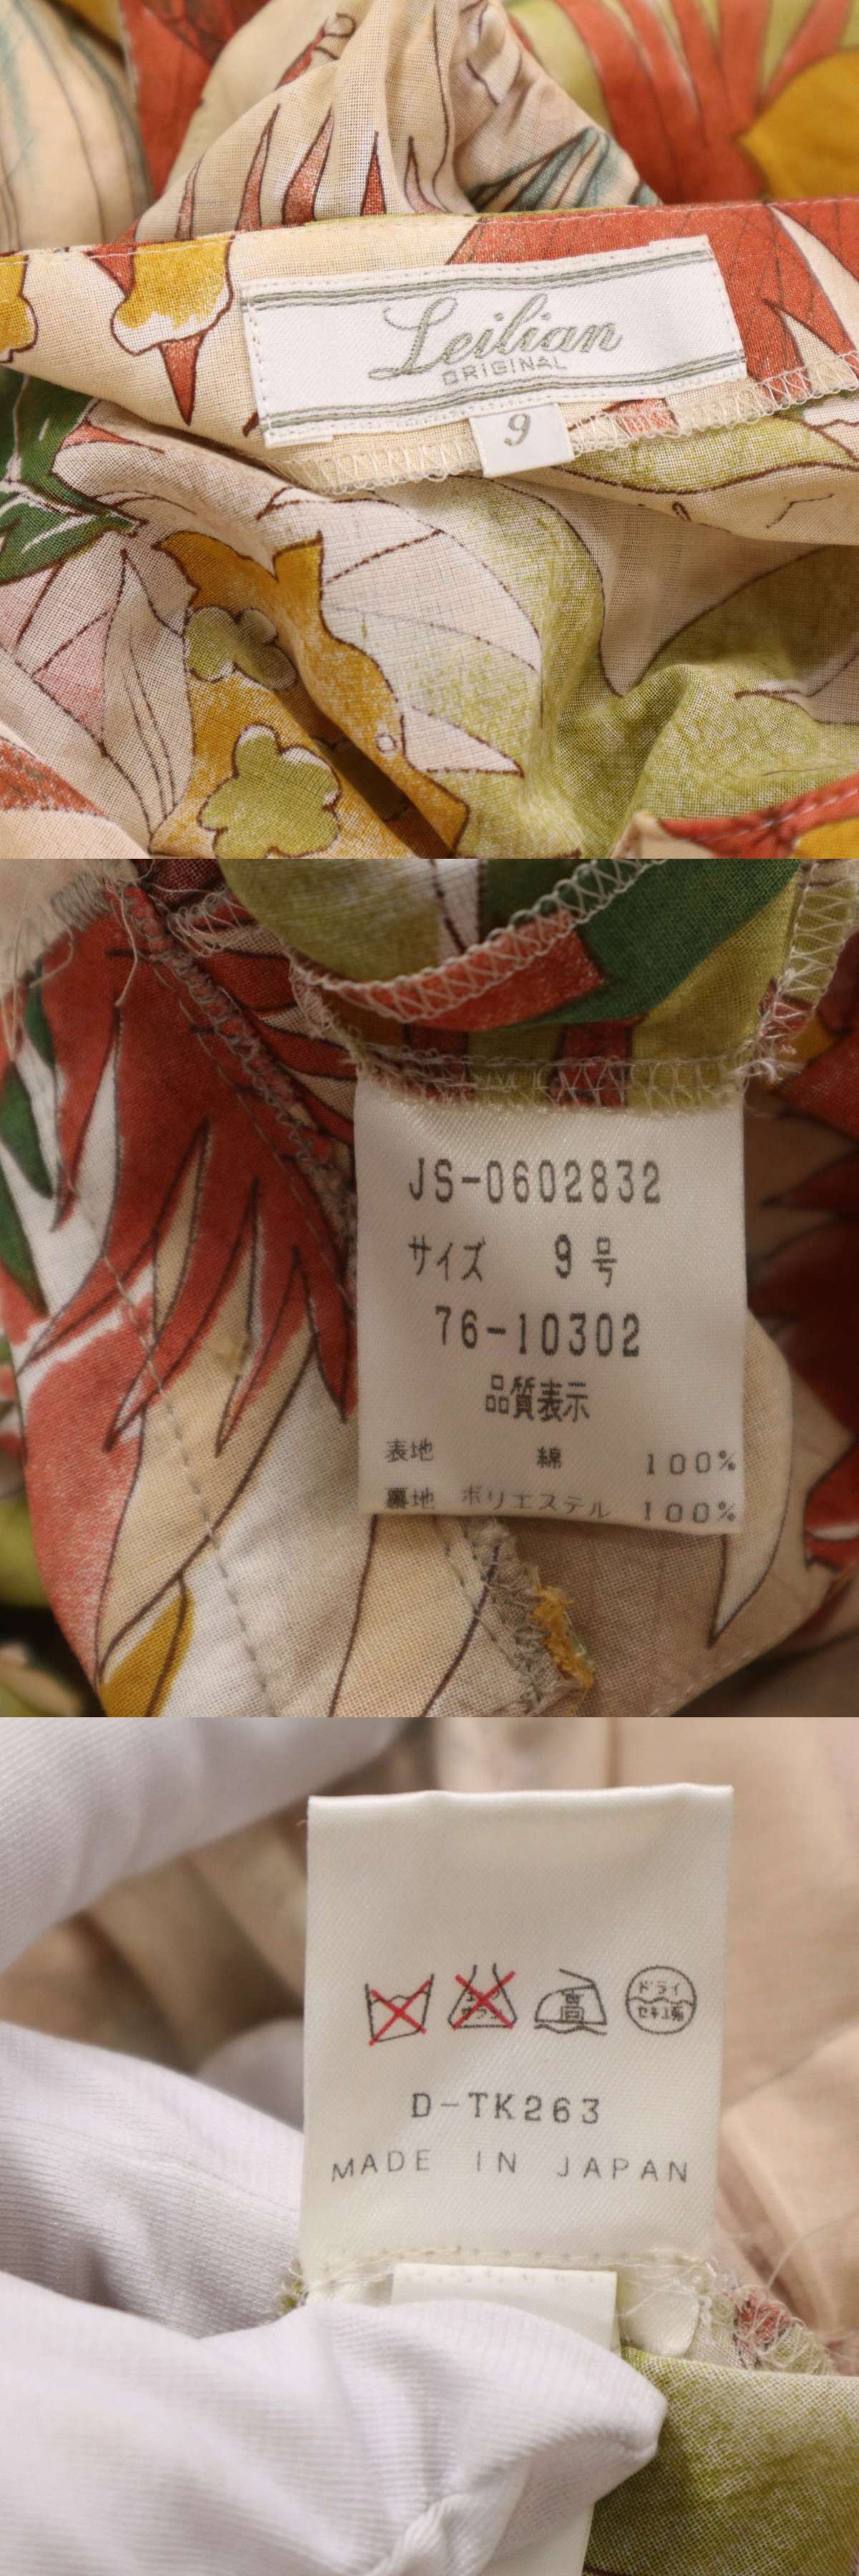 Leilian
ORIGINAL
9
JS-0602832
サイズ 9号
76-10302
品質表示
表地 綿 100%
裏地 ポリエステル 100%
高
ドライ
セキユ系
D-TK263
MADE IN JAPAN